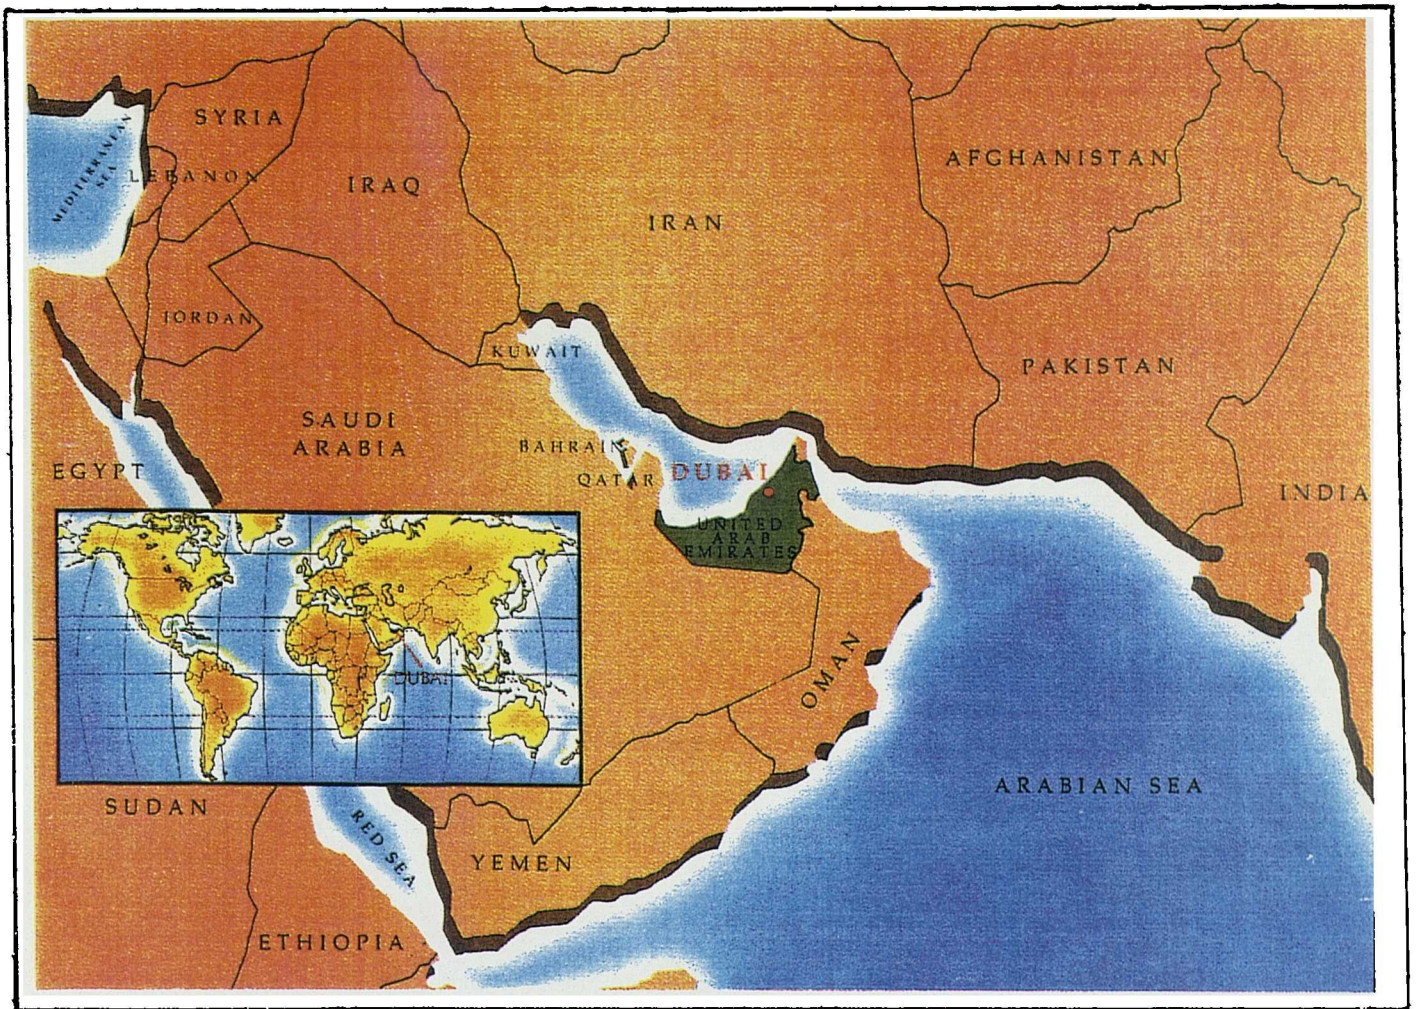 SYRIA
MEDITERRANEAN
SEA
LEBANON
IRAQ
IRAN
AFGHANISTAN
JORDAN
KUWAIT
PAKISTAN
SAUDI
ARABIA
BAHRAIN
EGYPT
QATAR
DUBAI
INDIA
UNITED
ARAB
EMIRATES
OMAN
DUBAI
SUDAN
RED SEA
ARABIAN SEA
YEMEN
ETHIOPIA